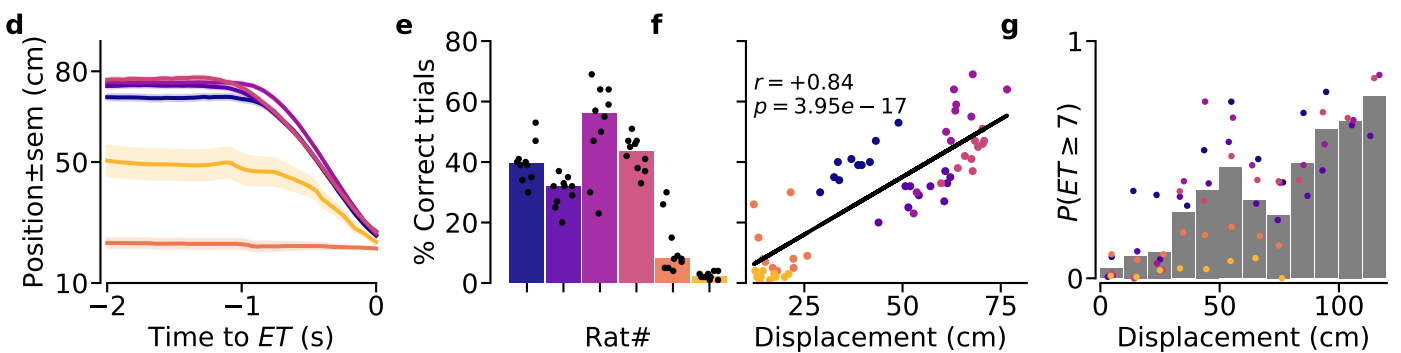 d
Position±sem (cm)
80
50
10
−2
−1
0
Time to ET (s)
e
% Correct trials
80
60
40
20
0
Rat#
f
r = +0.84
p = 3.95e − 17
25
50
75
Displacement (cm)
g
P(ET ≥ 7)
1
0
0
50
100
Displacement (cm)